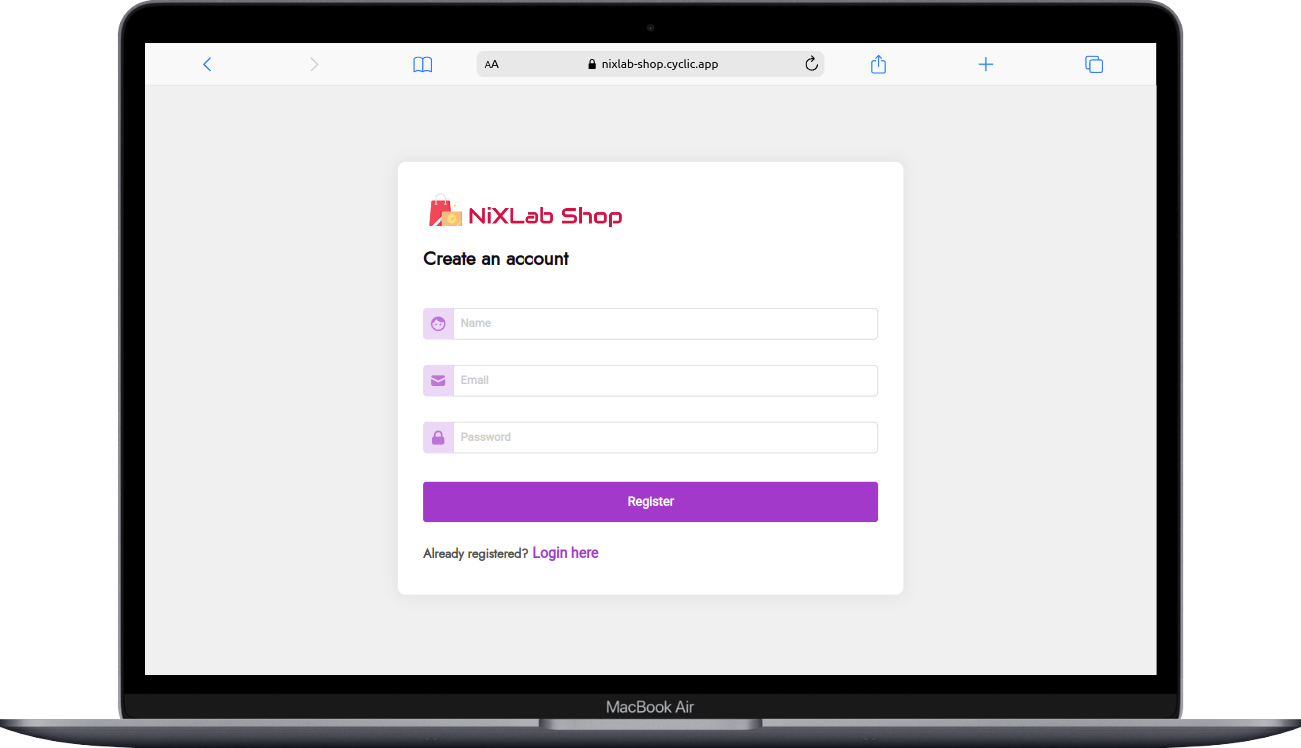 AA
nixlab-shop.cyclic.app
NiXLab Shop
Create an account
Name
Email
Password
Register
Already registered? Login here
MacBook Air